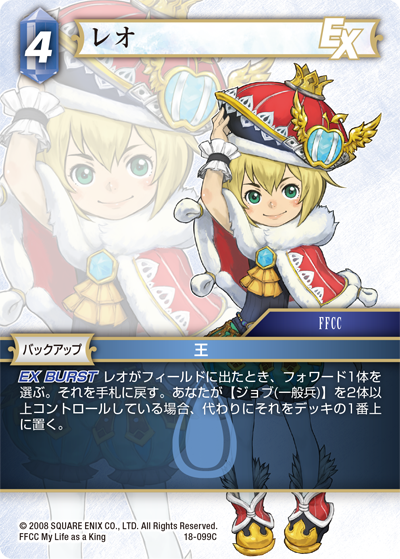 4
レオ
EX
FFCC
バックアップ
王
EX BURST レオがフィールドに出たとき、フォワード1体を
選ぶ。それを手札に戻す。あなたが【ジョブ(一般兵)】を2体以
上コントロールしている場合、代わりにそれをデッキの1番上
に置く。
© 2008 SQUARE ENIX CO., LTD. All Rights Reserved.
FFCC My Life as a King
18-099C